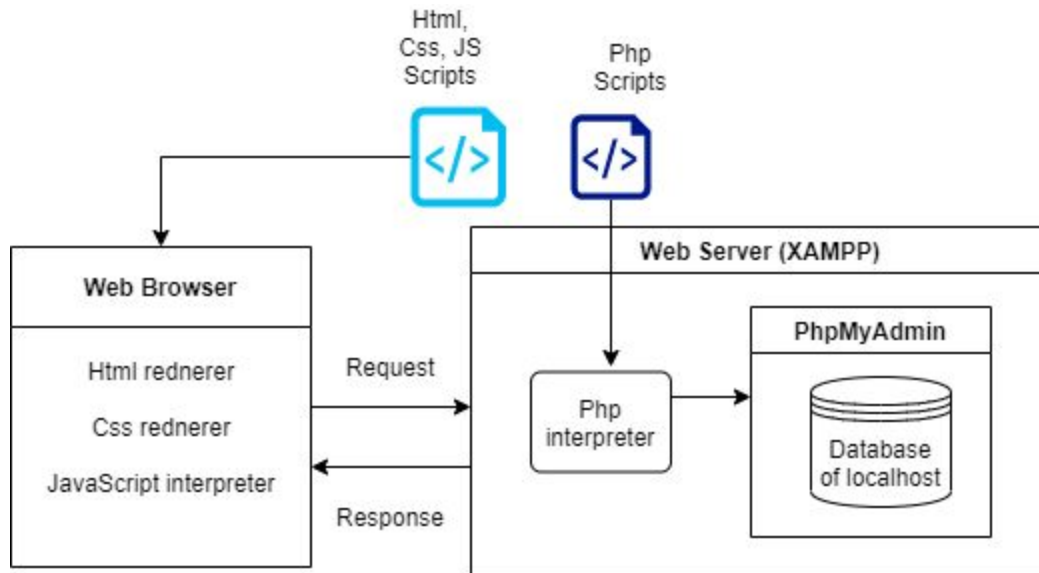 Html,
Css, JS
Scripts
Php
Scripts
</>
</>
Web Server (XAMPP)
Web Browser
PhpMyAdmin
Html rednerer
Request
Css rednerer
Php
interpreter
Database
of localhost
JavaScript interpreter
Response